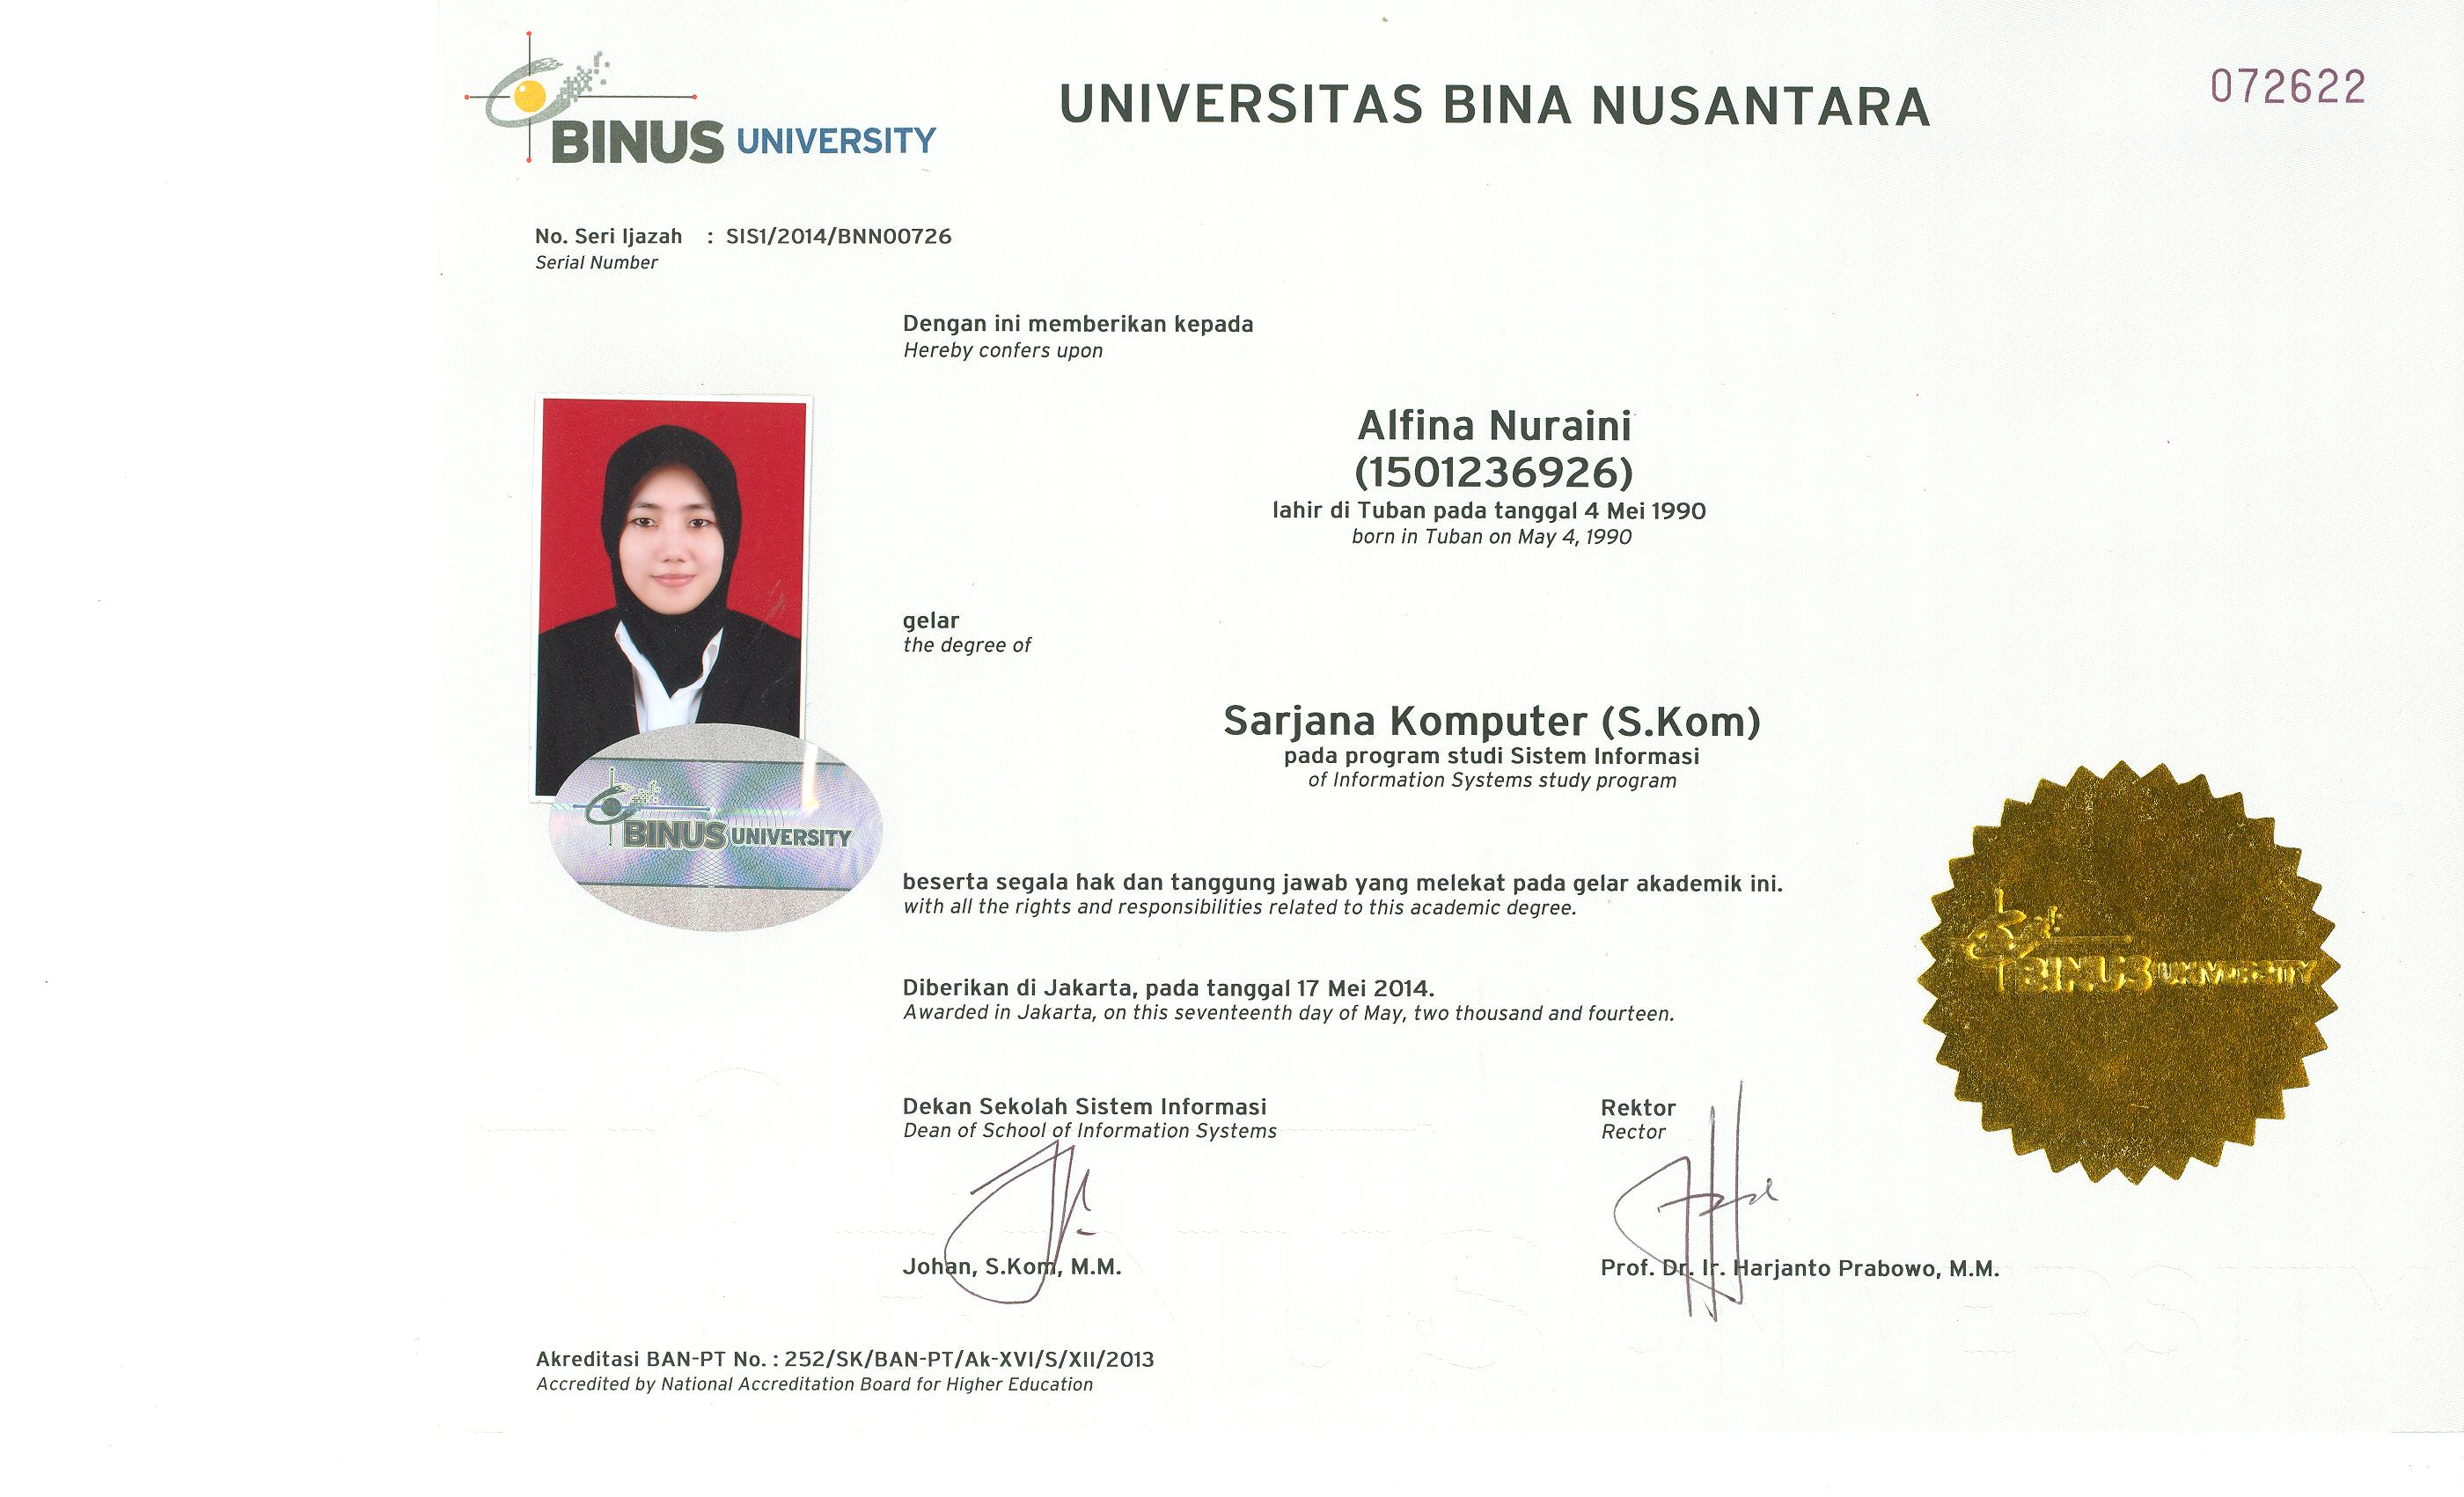 BINUS UNIVERSITY
UNIVERSITAS BINA NUSANTARA
072622
No. Seri Ijazah : SIS1/2014/BNN00726
Serial Number
Dengan ini memberikan kepada
Hereby confers upon
Alfina Nuraini
(1501236926)
lahir di Tuban pada tanggal 4 Mei 1990
born in Tuban on May 4, 1990
gelar
the degree of
Sarjana Komputer (S.Kom)
pada program studi Sistem Informasi
of Information Systems study program
BINUS UNIVERSITY
beserta segala hak dan tanggung jawab yang melekat pada gelar akademik ini.
with all the rights and responsibilities related to this academic degree.
BINUS UNIVERSITY
Diberikan di Jakarta, pada tanggal 17 Mei 2014.
Awarded in Jakarta, on this seventeenth day of May, two thousand and fourteen.
Dekan Sekolah Sistem Informasi
Dean of School of Information Systems
Rektor
Rector
Johan, S.Kom, M.M.
Prof. Dr. Ir. Harjanto Prabowo, M.M.
Akreditasi BAN-PT No. : 252/SK/BAN-PT/Ak-XVI/S/XII/2013
Accredited by National Accreditation Board for Higher Education